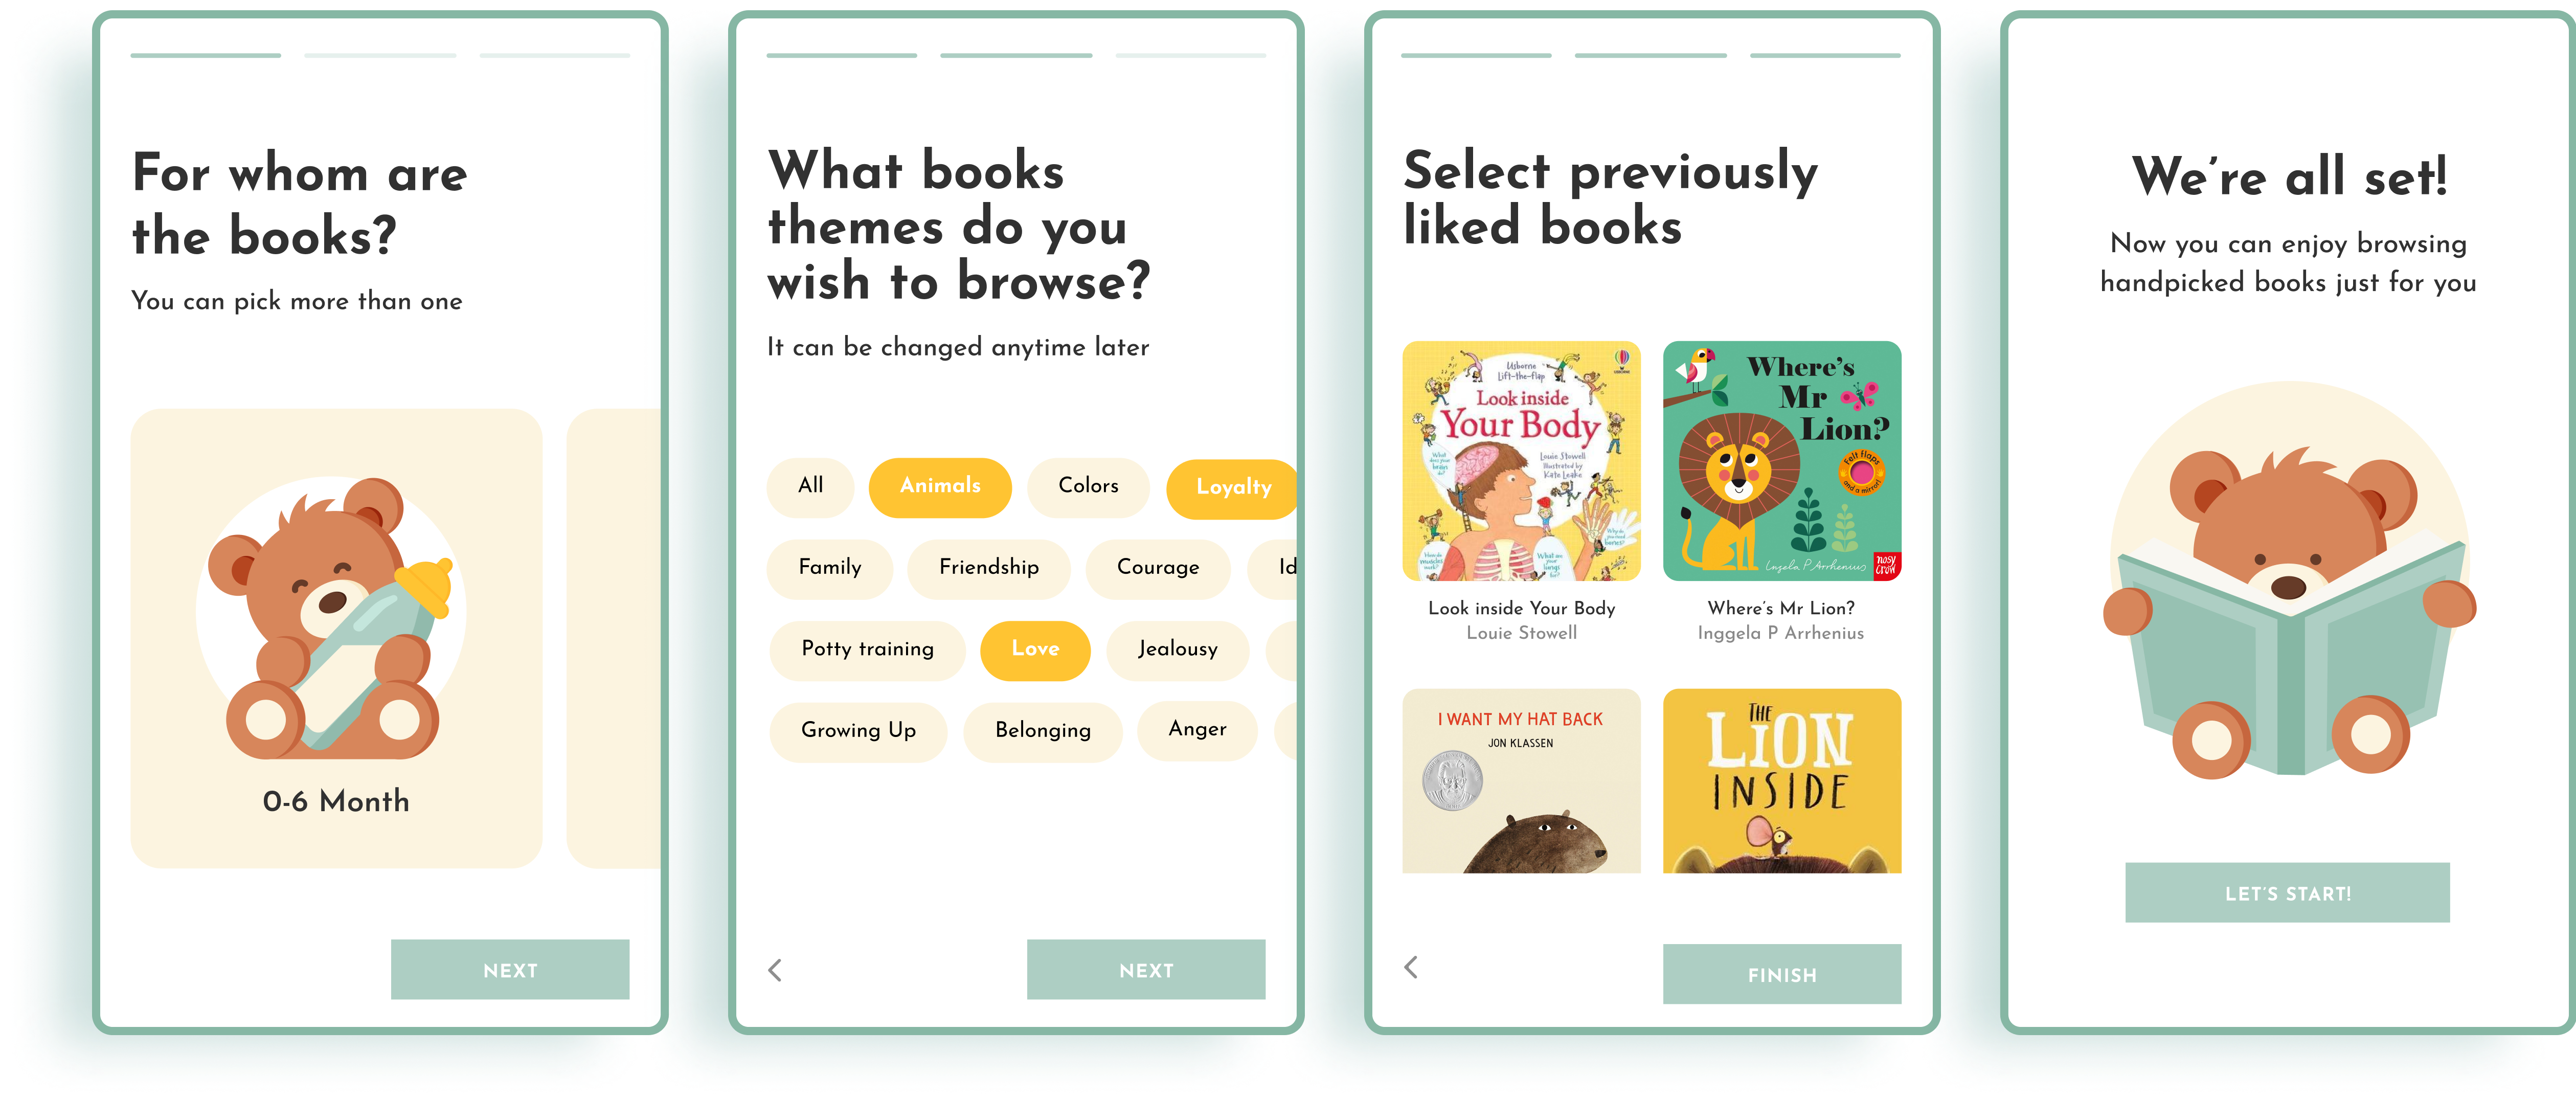 For whom are
the books?
You can pick more than one
0-6 Month
NEXT
What books
themes do you
wish to browse?
It can be changed anytime later
All
Animals
Colors
Loyalty
Family
Friendship
Courage
Id
Potty training
Love
Jealousy
Growing Up
Belonging
Anger
NEXT
Select previously
liked books
Usborne
Lift-the-flap
Look inside
Your Body
Louie Stowell
Illustrated by
Kate Leake
Where's
Mr
Lion?
Felt flaps
and a mirror!
Ingela P Arrhenius
nosy
crow
Look inside Your Body
Louie Stowell
Where's Mr Lion?
Inggela P Arrhenius
I WANT MY HAT BACK
JON KLASSEN
THE
LION
INSIDE
FINISH
We're all set!
Now you can enjoy browsing
handpicked books just for you
LET'S START!